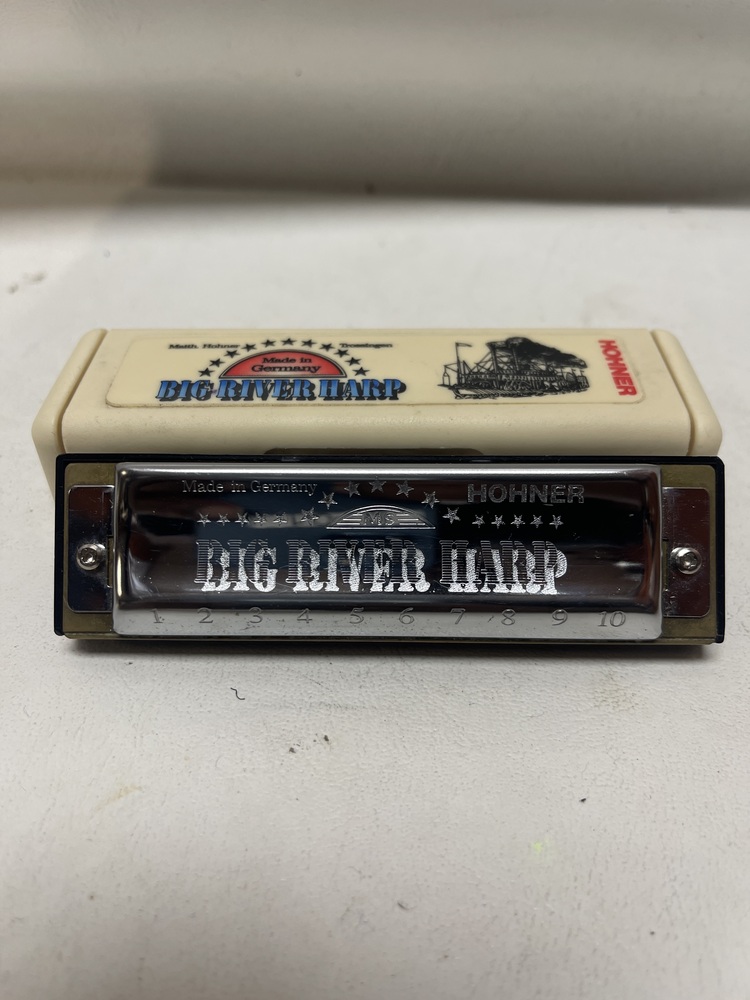 Matth. Hohner Trossingen
Made in
Germany
BIG RIVER HARP
HOHNER
Made in Germany HOHNER
MS
BIG RIVER HARP
1 2 3 4 5 6 7 8 9 10